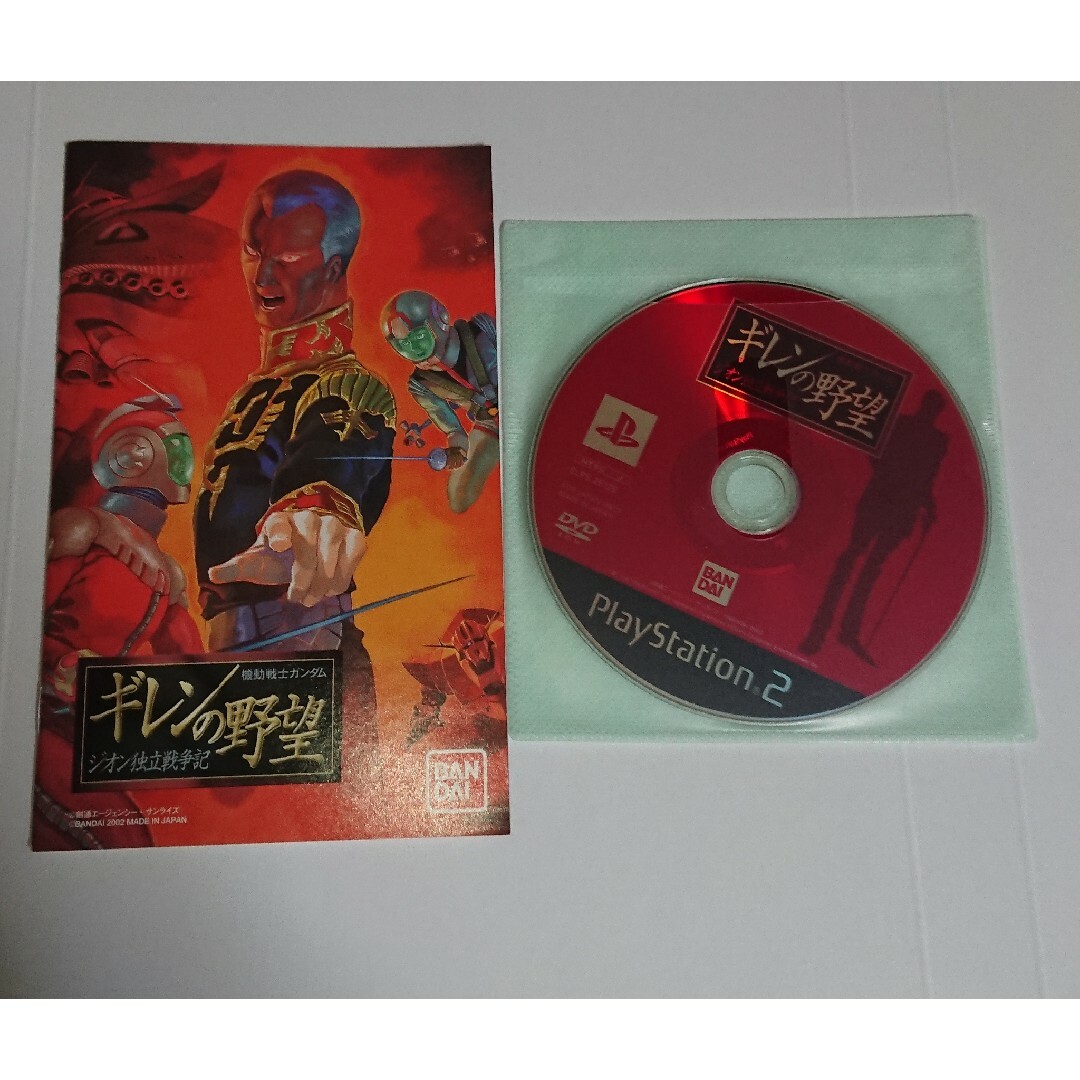 機動戦士ガンダム
ギレンの野望
ジオン独立戦争記
BAN
DAI
©創通エージェンシー・サンライズ
©BANDAI 2002 MADE IN JAPAN
ギレンの野望
DVD
BAN
DAI
PlayStation.2